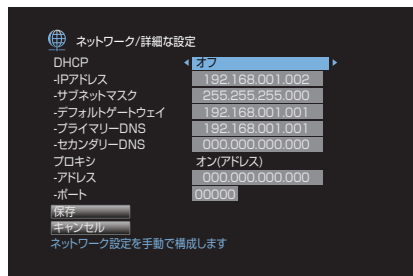 ネットワーク/詳細な設定
DHCP オフ
-IPアドレス 192.168.001.002
-サブネットマスク 255.255.255.000
-デフォルトゲートウェイ 192.168.001.001
-プライマリーDNS 192.168.001.001
-セカンダリーDNS 000.000.000.000
プロキシ オン(アドレス)
-アドレス 000.000.000.000
-ポート 00000
保存
キャンセル
ネットワーク設定を手動で構成します